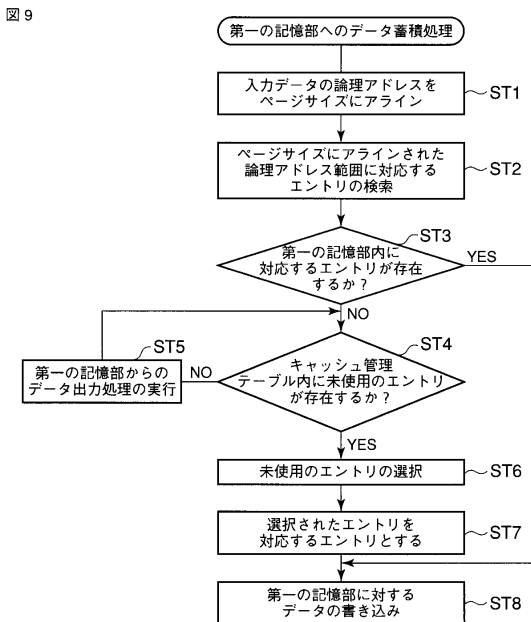 図9
第一の記憶部へのデータ蓄積処理
入力データの論理アドレスを
ページサイズにアライン
ST1
ページサイズにアラインされた
論理アドレス範囲に対応する
エントリの検索
ST2
ST3
第一の記憶部内に
対応するエントリが存在
するか?
YES
NO
ST5
第一の記憶部からの
データ出力処理の実行
NO
ST4
キャッシュ管理
テーブル内に未使用のエントリ
が存在するか?
YES
未使用のエントリの選択
ST6
選択されたエントリを
対応するエントリとする
ST7
第一の記憶部に対する
データの書き込み
ST8